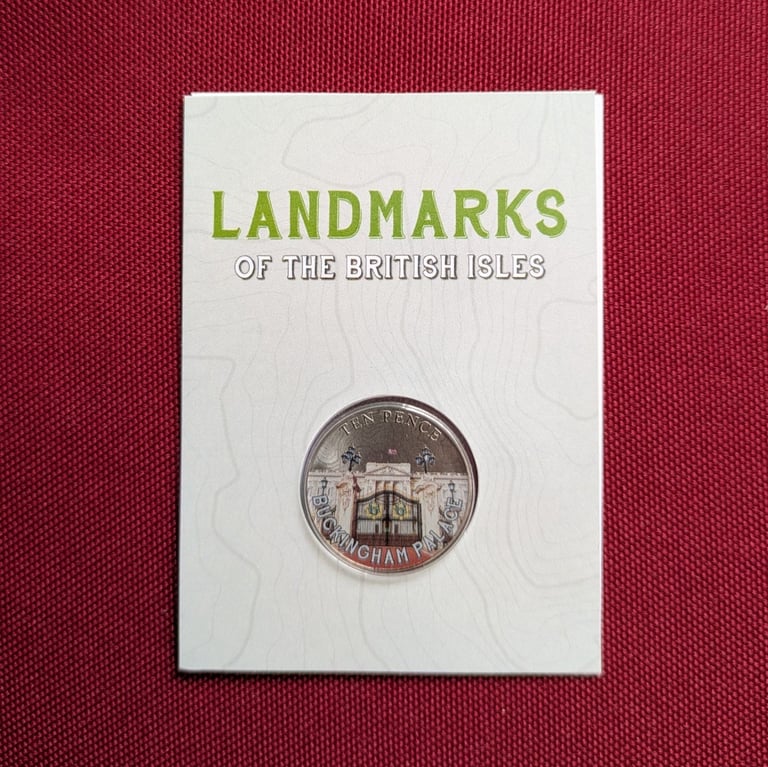 LANDMARKS
OF THE BRITISH ISLES
TEN PENCE
BUCKINGHAM PALACE